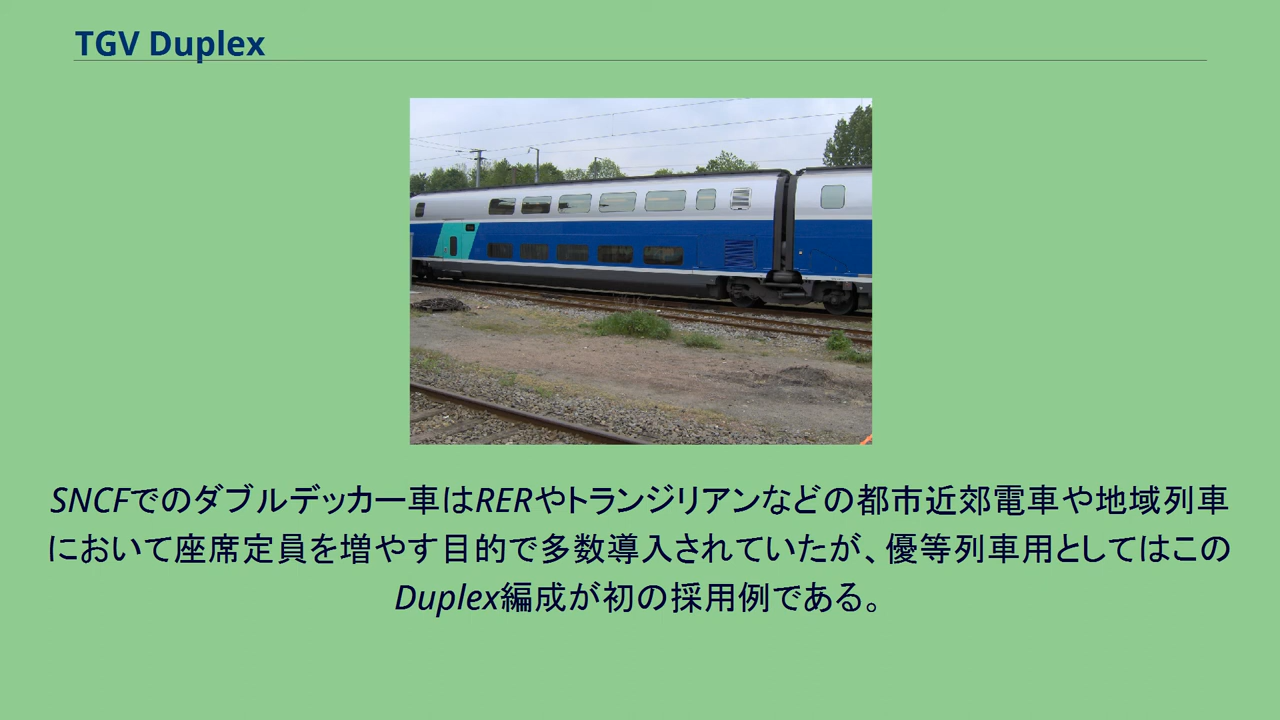 TGV Duplex
SNCFでのダブルデッカー車はRERやトランジリアンなどの都市近郊電車や地域列車
において座席定員を増やす目的で多数導入されていたが、優等列車用としてはこの
Duplex編成が初の採用例である。